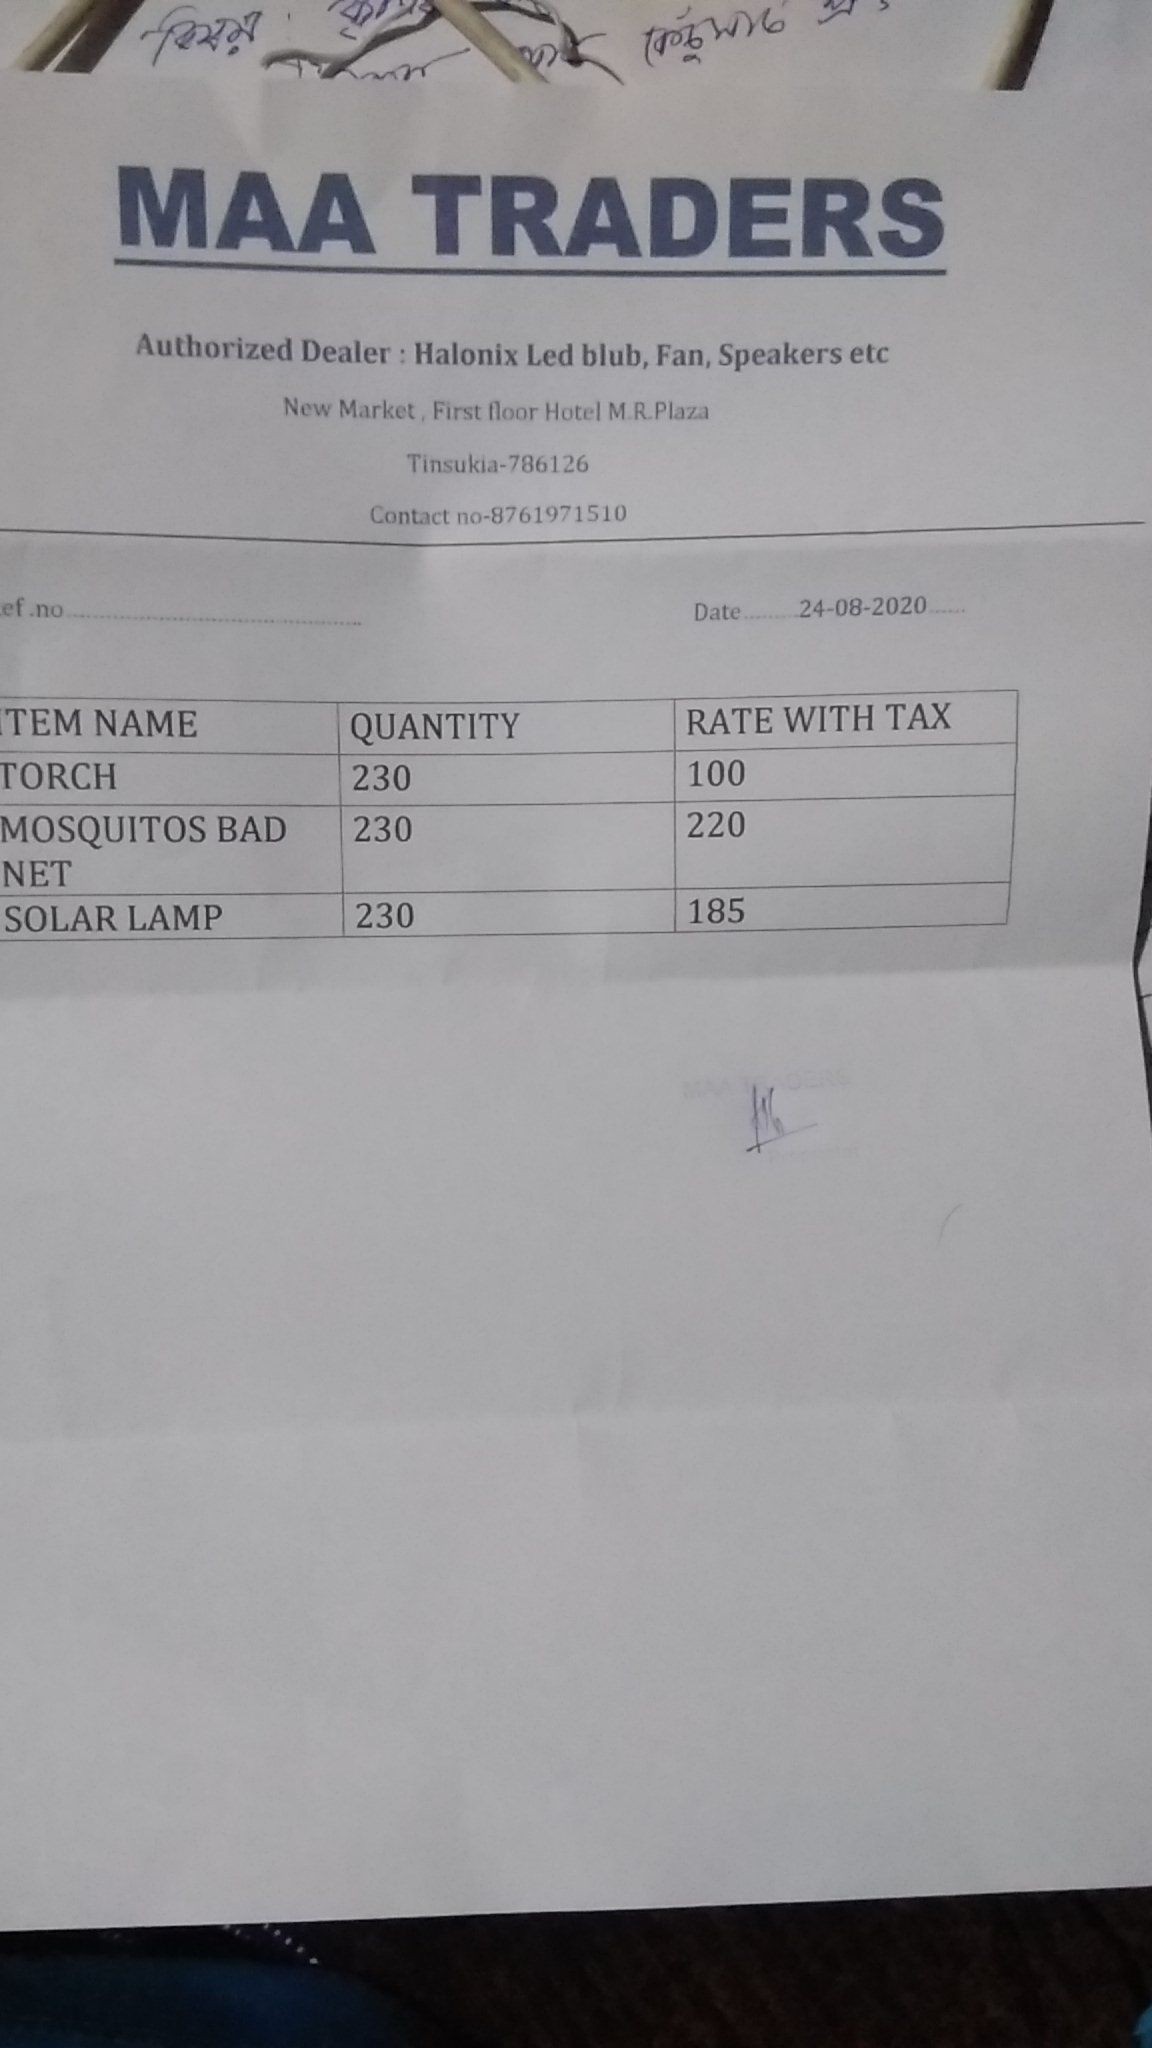 বিষয় :
MAA TRADERS
Authorized Dealer : Halonix Led blub, Fan, Speakers etc
New Market , First floor Hotel M.R.Plaza
Tinsukia-786126
Contact no-8761971510
ef .no.......................................................
Date..........24-08-2020.......
ITEM NAME QUANTITY RATE WITH TAX
TORCH 230 100
MOSQUITOS BAD 230 220
NET
SOLAR LAMP 230 185
MAA TRADERS